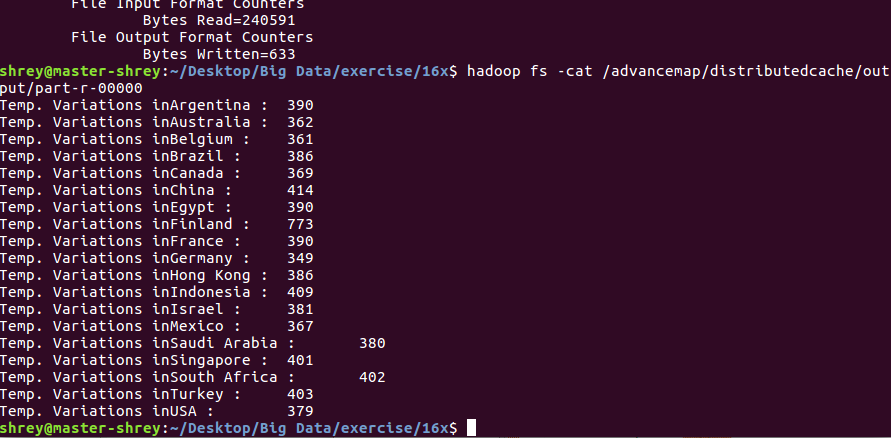 File Input Format Counters
Bytes Read=240591
File Output Format Counters
Bytes Written=633
shrey@master-shrey:~/Desktop/Big Data/exercise/16x$ hadoop fs -cat /advancemap/distributedcache/out
put/part-r-00000
Temp. Variations inArgentina :  390
Temp. Variations inAustralia :  362
Temp. Variations inBelgium :    361
Temp. Variations inBrazil :     386
Temp. Variations inCanada :     369
Temp. Variations inChina :      414
Temp. Variations inEgypt :      390
Temp. Variations inFinland :    773
Temp. Variations inFrance :     390
Temp. Variations inGermany :    349
Temp. Variations inHong Kong :  386
Temp. Variations inIndonesia :  409
Temp. Variations inIsrael :     381
Temp. Variations inMexico :     367
Temp. Variations inSaudi Arabia :       380
Temp. Variations inSingapore :  401
Temp. Variations inSouth Africa :       402
Temp. Variations inTurkey :     403
Temp. Variations inUSA :        379
shrey@master-shrey:~/Desktop/Big Data/exercise/16x$